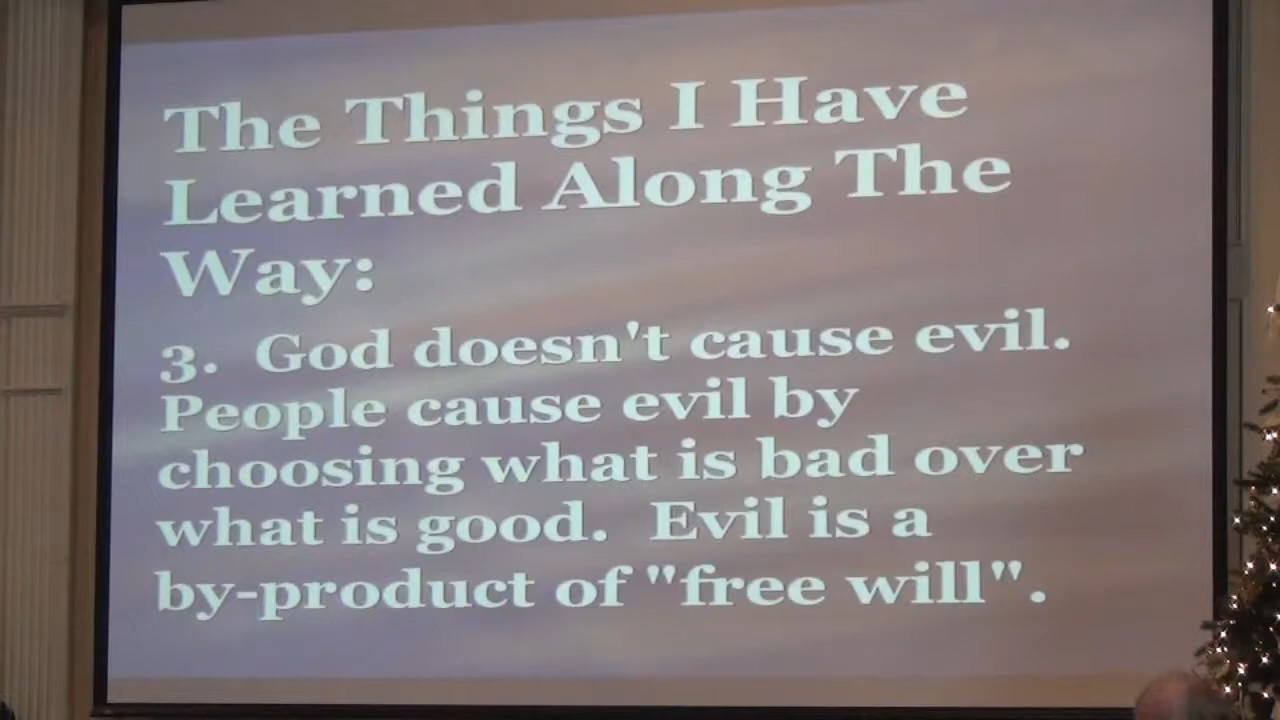 The Things I Have
Learned Along The
Way:
3. God doesn't cause evil.
People cause evil by
choosing what is bad over
what is good. Evil is a
by-product of "free will".